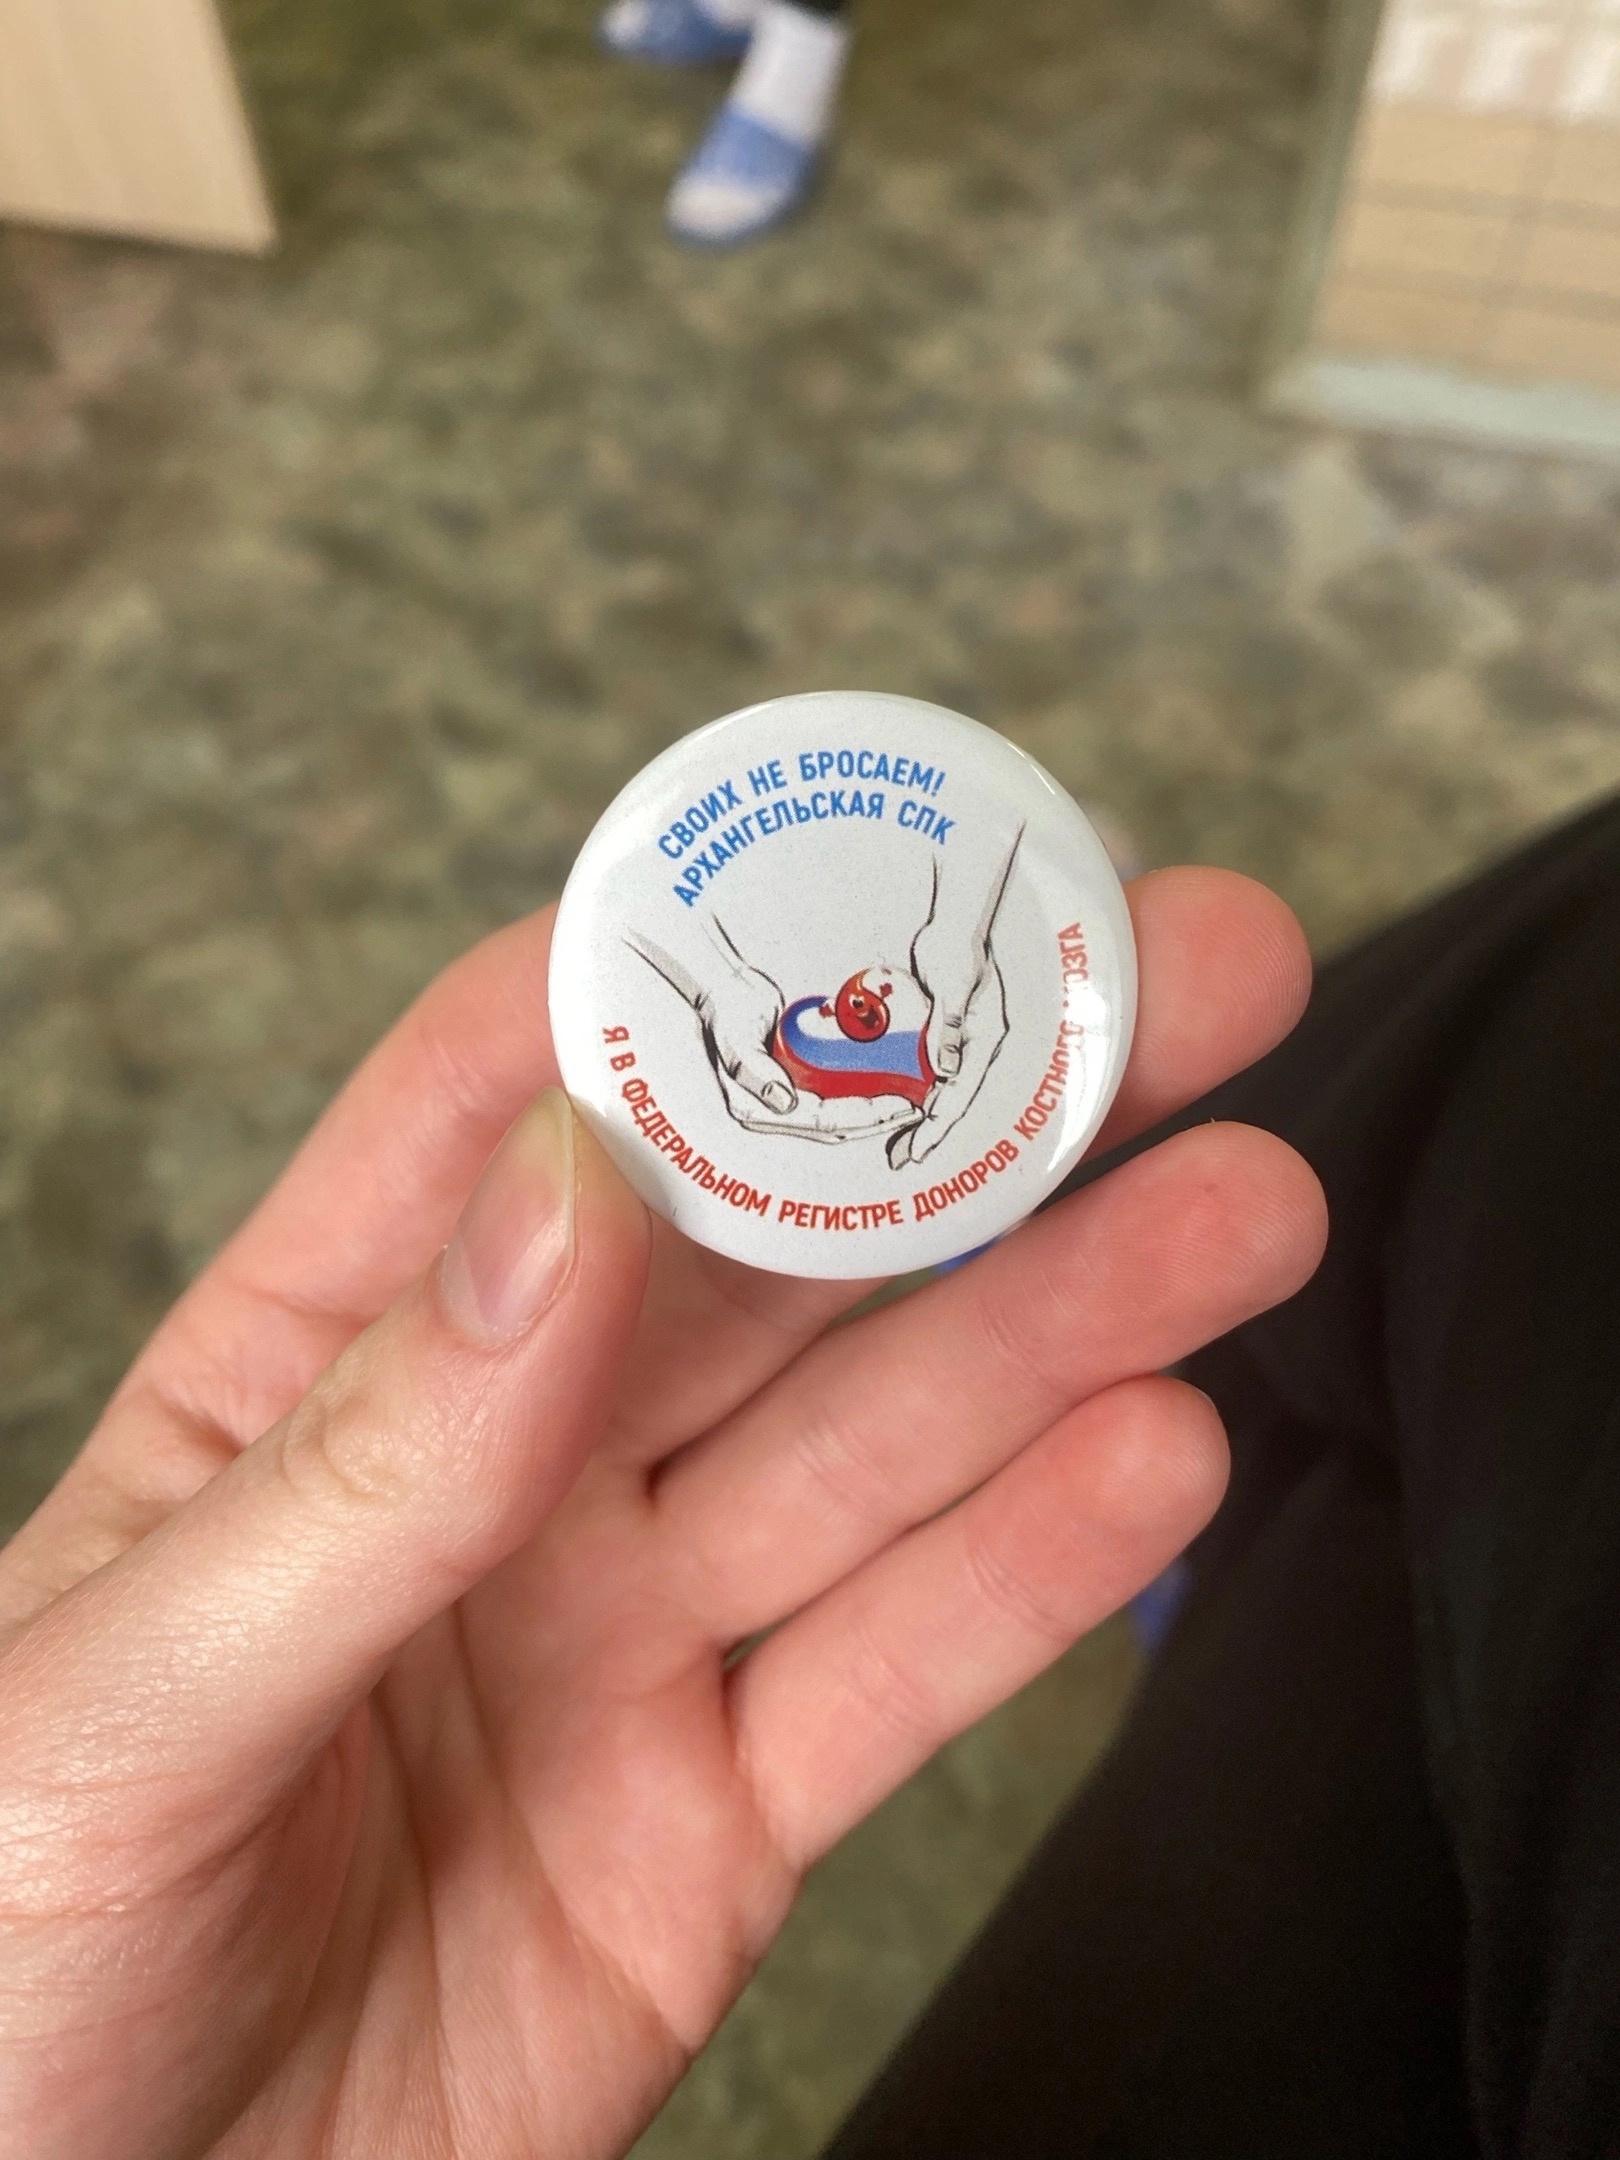 СВОИХ НЕ БРОСАЕМ!
АРХАНГЕЛЬСКАЯ СПК
Я В ФЕДЕРАЛЬНОМ РЕГИСТРЕ ДОНОРОВ КОСТНОГО МОЗГА